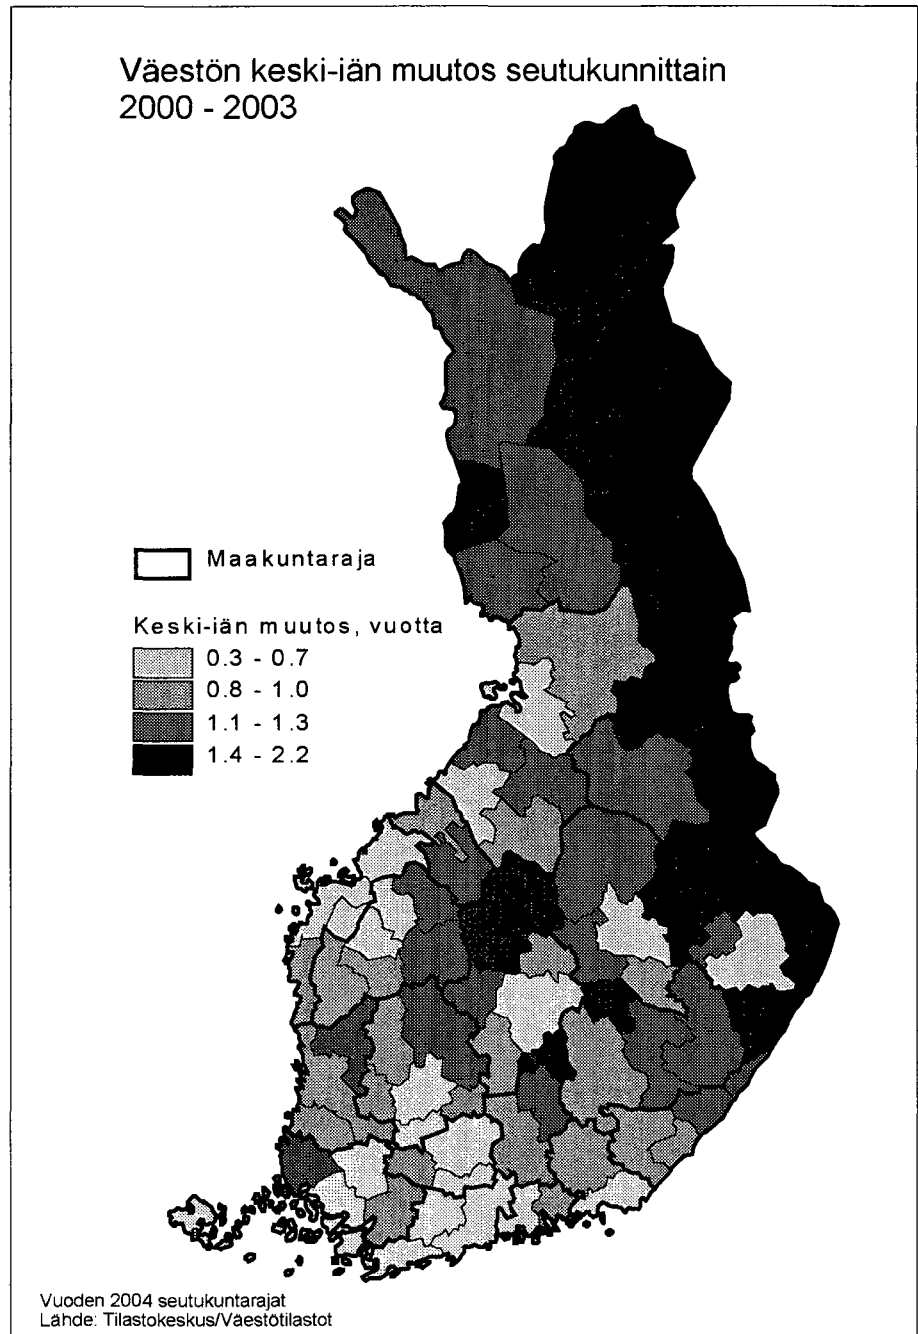 Väestön keski-iän muutos seutukunnittain
2000 - 2003
Maakuntaraja
Keski-iän muutos, vuotta
0.3 - 0.7
0.8 - 1.0
1.1 - 1.3
1.4 - 2.2
Vuoden 2004 seutukuntarajat
Lähde: Tilastokeskus/Väestötilastot